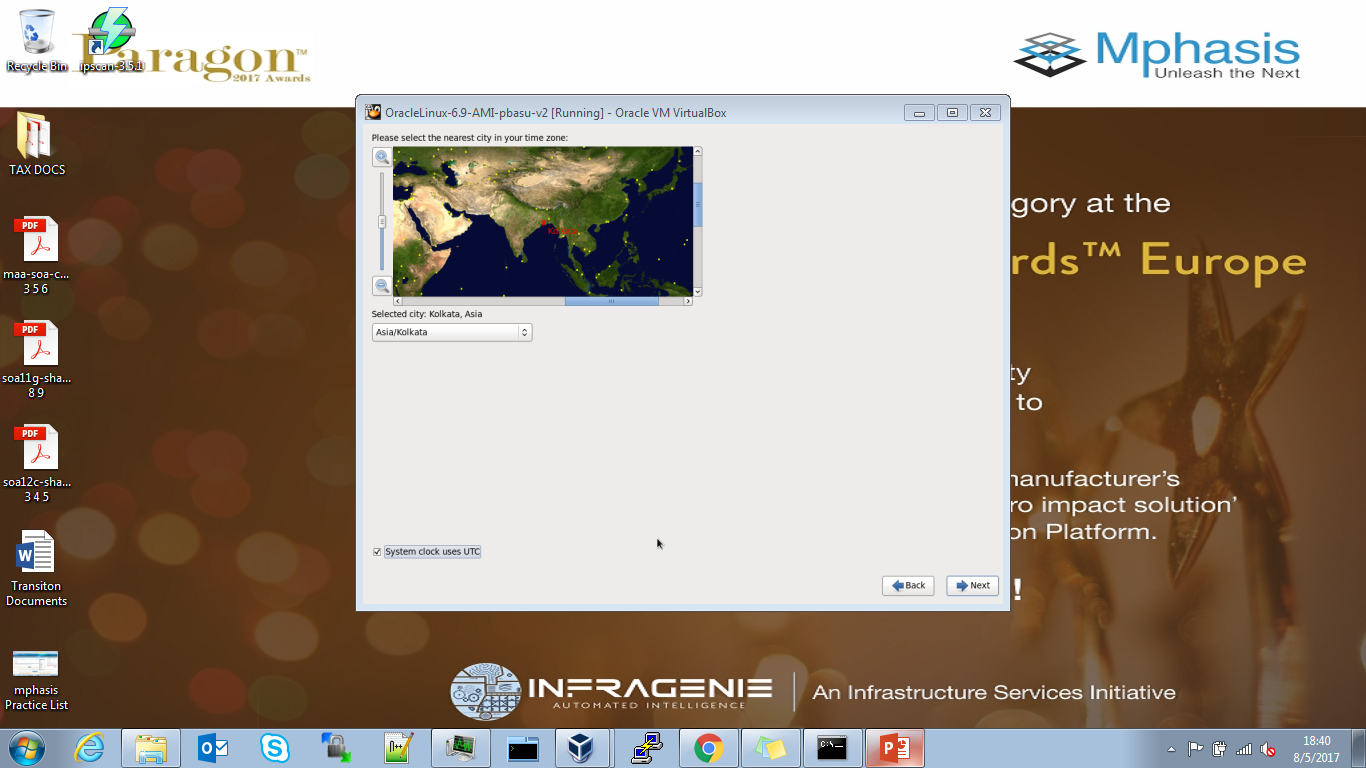 Recycle Bin
ipscan-3.5.1
Paragon™
2017 Awards
Mphasis
Unleash the Next
OracleLinux-6.9-AMI-pbasu-v2 [Running] - Oracle VM VirtualBox
Please select the nearest city in your time zone:
Selected city: Kolkata, Asia
Asia/Kolkata
System clock uses UTC
Back
Next
TAX DOCS
PDF
maa-soa-c...
3 5 6
PDF
soa11g-sha...
8 9
PDF
soa12c-sha...
3 4 5
Transiton
Documents
mphasis
Practice List
gory at the
rds™ Europe
ty
to
nanufacturer's
ro impact solution'
on Platform.
!
INFRAGENIE
AUTOMATED INTELLIGENCE
An Infrastructure Services Initiative
18:40
8/5/2017